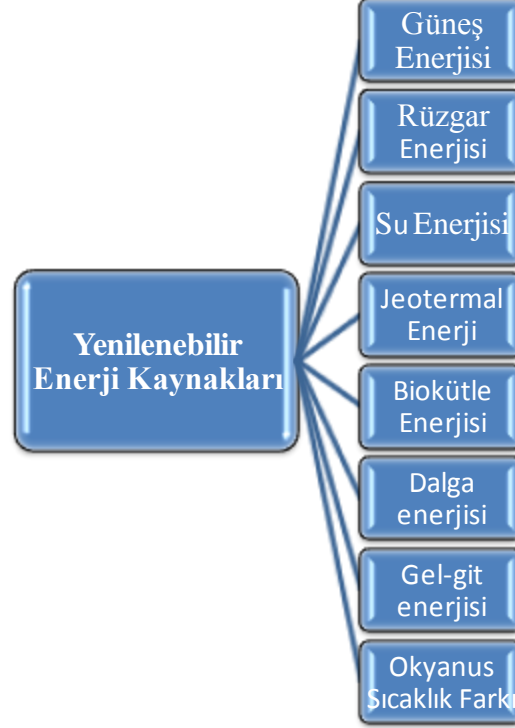 Güneş
Enerjisi
Rüzgar
Enerjisi
Su Enerjisi
Jeotermal
Enerji
Yenilenebilir
Enerji Kaynakları
Biokütle
Enerjisi
Dalga
enerjisi
Gel-git
enerjisi
Okyanus
Sıcaklık Farkı